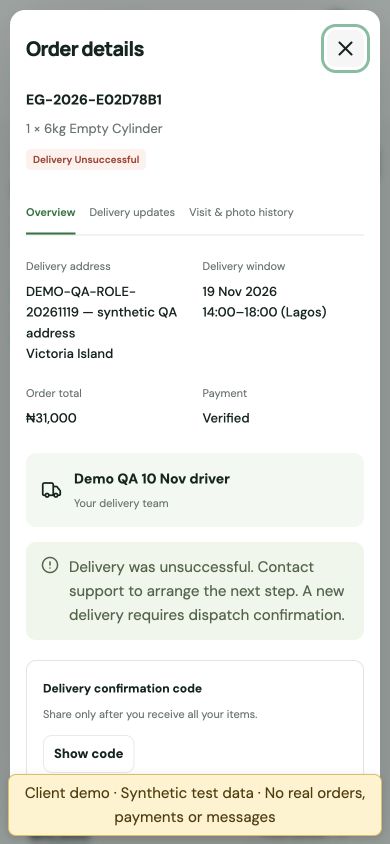 Order details
EG-2026-E02D78B1
1 × 6kg Empty Cylinder
Delivery Unsuccessful
Overview Delivery updates Visit & photo history
Delivery address
DEMO-QA-ROLE-
20261119 — synthetic QA
address
Victoria Island
Delivery window
19 Nov 2026
14:00–18:00 (Lagos)
Order total
₦31,000
Payment
Verified
Demo QA 10 Nov driver
Your delivery team
Delivery was unsuccessful. Contact
support to arrange the next step. A new
delivery requires dispatch confirmation.
Delivery confirmation code
Share only after you receive all your items.
Show code
Client demo · Synthetic test data · No real orders,
payments or messages